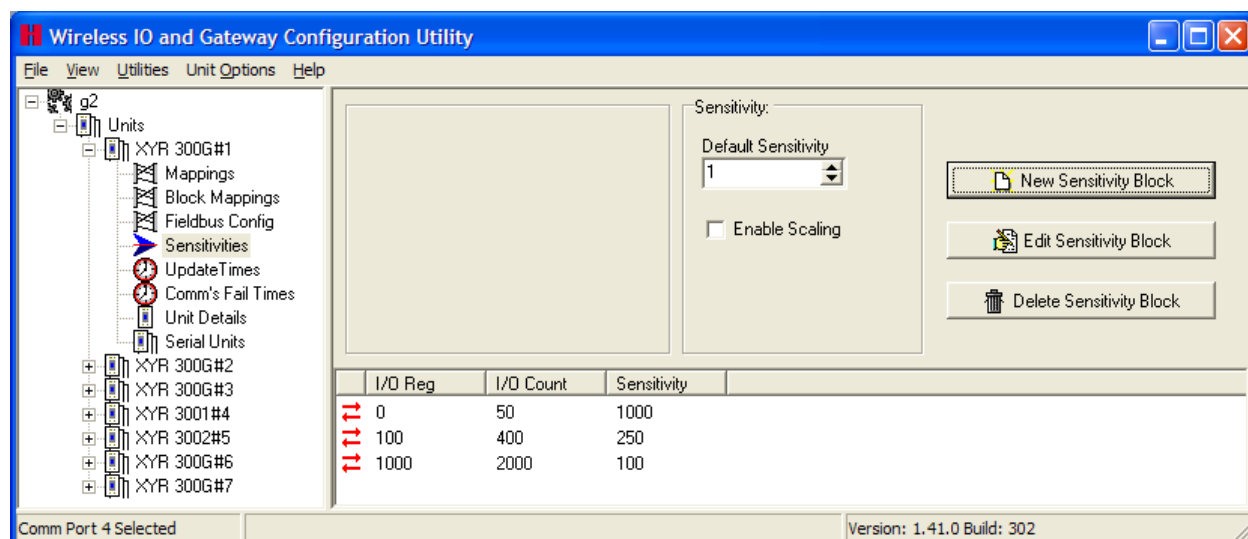 Wireless IO and Gateway Configuration Utility
File View Utilities Unit Options Help
g2
Units
XYR 300G#1
Mappings
Block Mappings
Fieldbus Config
Sensitivities
UpdateTimes
Comm's Fail Times
Unit Details
Serial Units
XYR 300G#2
XYR 300G#3
XYR 3001#4
XYR 3002#5
XYR 300G#6
XYR 300G#7
Sensitivity:
Default Sensitivity
1
Enable Scaling
New Sensitivity Block
Edit Sensitivity Block
Delete Sensitivity Block
I/O Reg I/O Count Sensitivity
0 50 1000
100 400 250
1000 2000 100
Comm Port 4 Selected
Version: 1.41.0 Build: 302